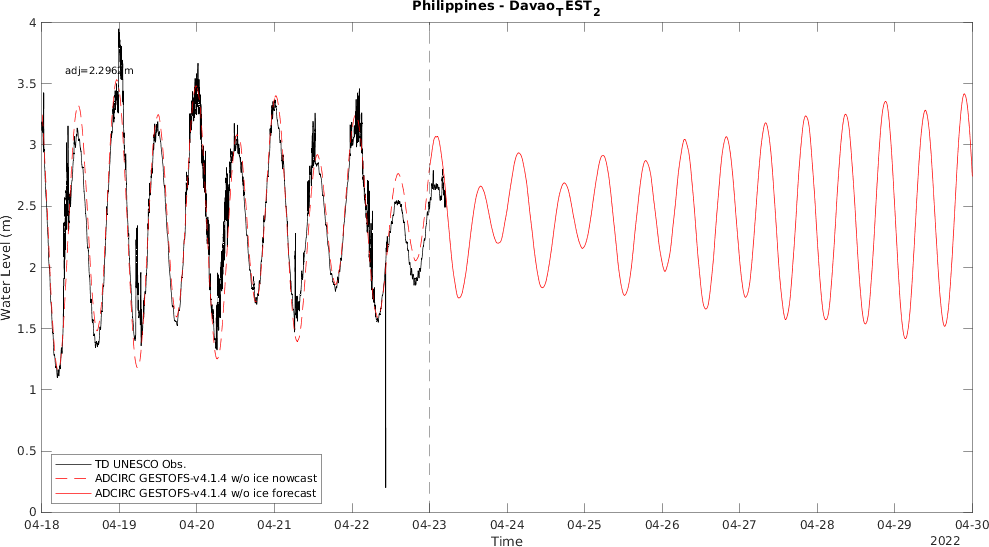 Philippines - Davao_TEST_2
adj=2.2962m
Water Level (m)
4
3.5
3
2.5
2
1.5
1
0.5
0
TD UNESCO Obs.
ADCIRC GESTOFS-v4.1.4 w/o ice nowcast
ADCIRC GESTOFS-v4.1.4 w/o ice forecast
04-18 04-19 04-20 04-21 04-22 04-23 04-24 04-25 04-26 04-27 04-28 04-29 04-30
Time
2022